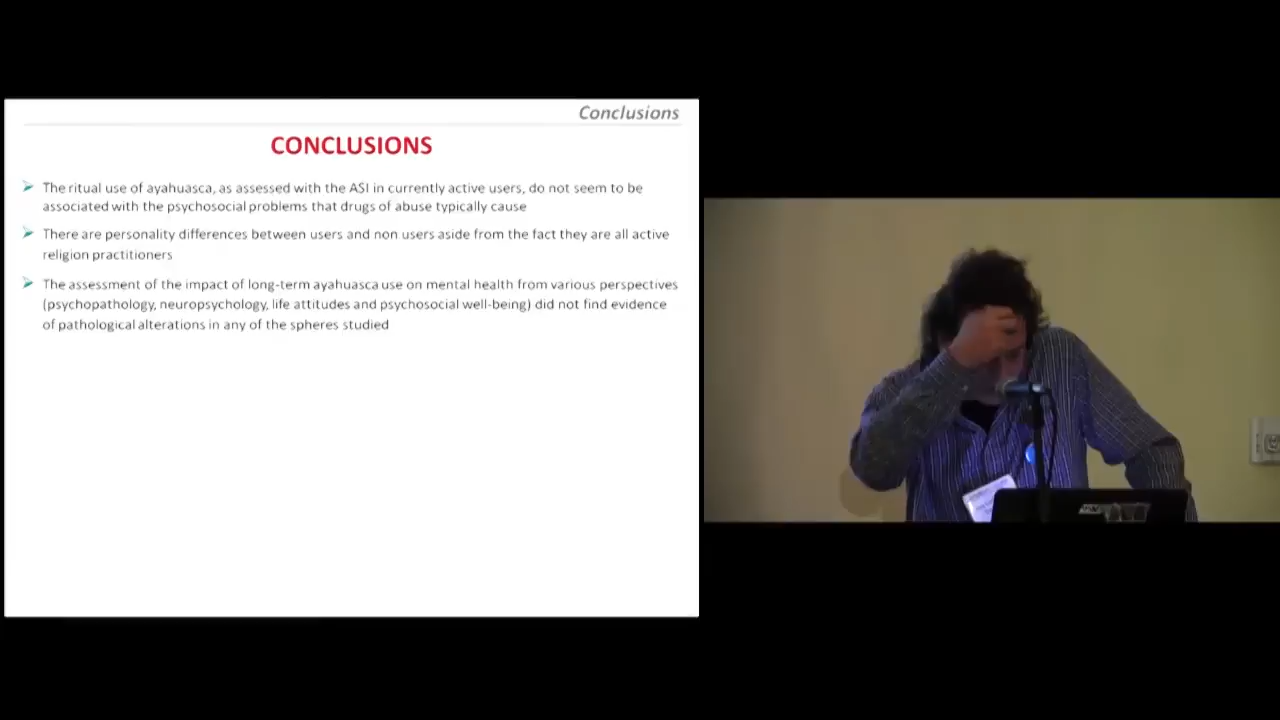 Conclusions
CONCLUSIONS
The ritual use of ayahuasca, as assessed with the ASI in currently active users, do not seem to be
associated with the psychosocial problems that drugs of abuse typically cause
There are personality differences between users and non users aside from the fact they are all active
religion practitioners
The assessment of the impact of long-term ayahuasca use on mental health from various perspectives
(psychopathology, neuropsychology, life attitudes and psychosocial well-being) did not find evidence
of pathological alterations in any of the spheres studied